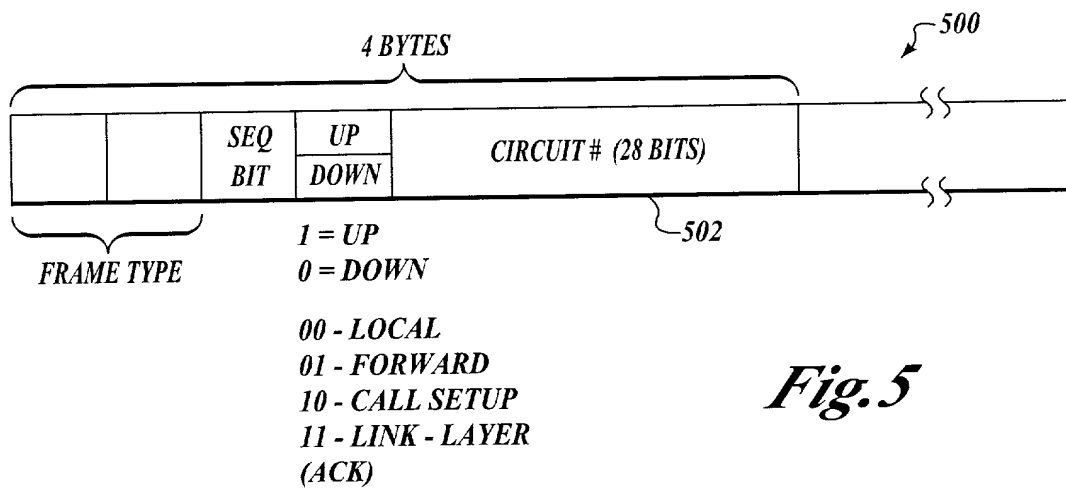 500
4 BYTES
SEQ BIT
UP
DOWN
CIRCUIT # (28 BITS)
502
FRAME TYPE
1 = UP
0 = DOWN
00 - LOCAL
01 - FORWARD
10 - CALL SETUP
11 - LINK - LAYER
(ACK)
Fig.5